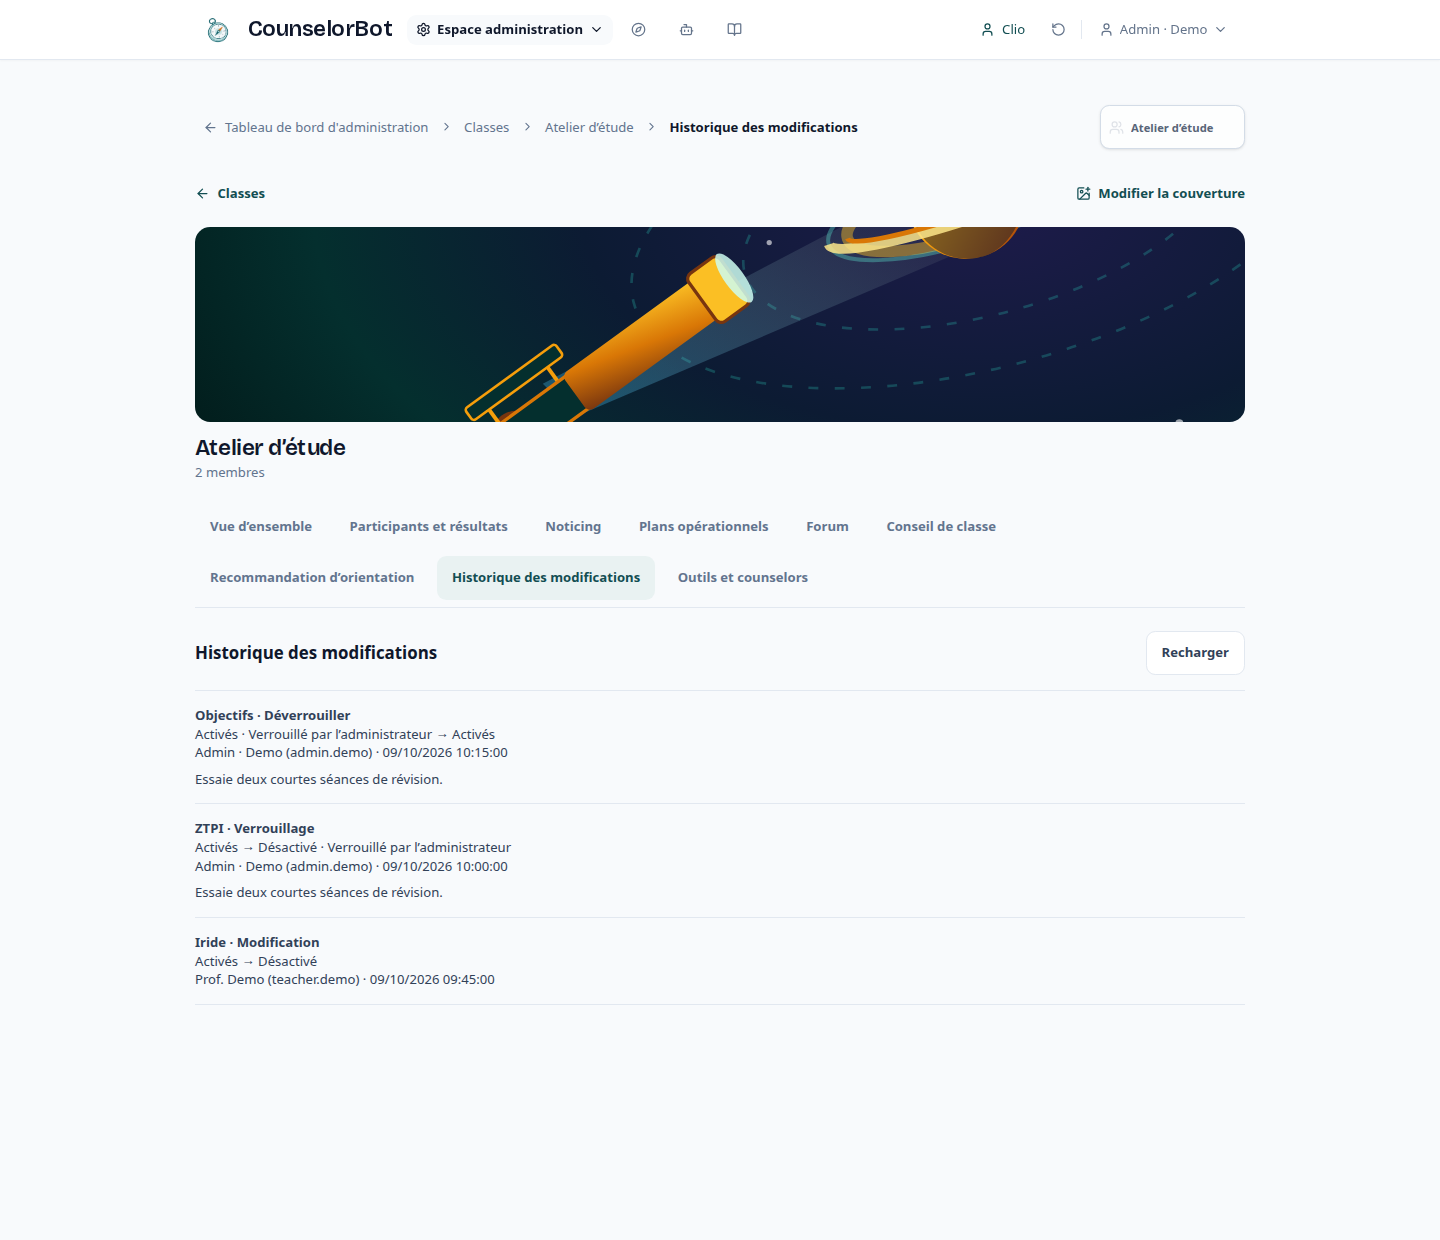 CounselorBot
Espace administration
Clio
Admin · Demo
Tableau de bord d'administration
Classes
Atelier d’étude
Historique des modifications
Atelier d’étude
Classes
Modifier la couverture
Atelier d’étude
2 membres
Vue d’ensemble
Participants et résultats
Noticing
Plans opérationnels
Forum
Conseil de classe
Recommandation d’orientation
Historique des modifications
Outils et counselors
Historique des modifications
Recharger
Objectifs · Déverrouiller
Activés · Verrouillé par l’administrateur → Activés
Admin · Demo (admin.demo) · 09/10/2026 10:15:00
Essaie deux courtes séances de révision.
ZTPI · Verrouillage
Activés → Désactivé · Verrouillé par l’administrateur
Admin · Demo (admin.demo) · 09/10/2026 10:00:00
Essaie deux courtes séances de révision.
Iride · Modification
Activés → Désactivé
Prof. Demo (teacher.demo) · 09/10/2026 09:45:00